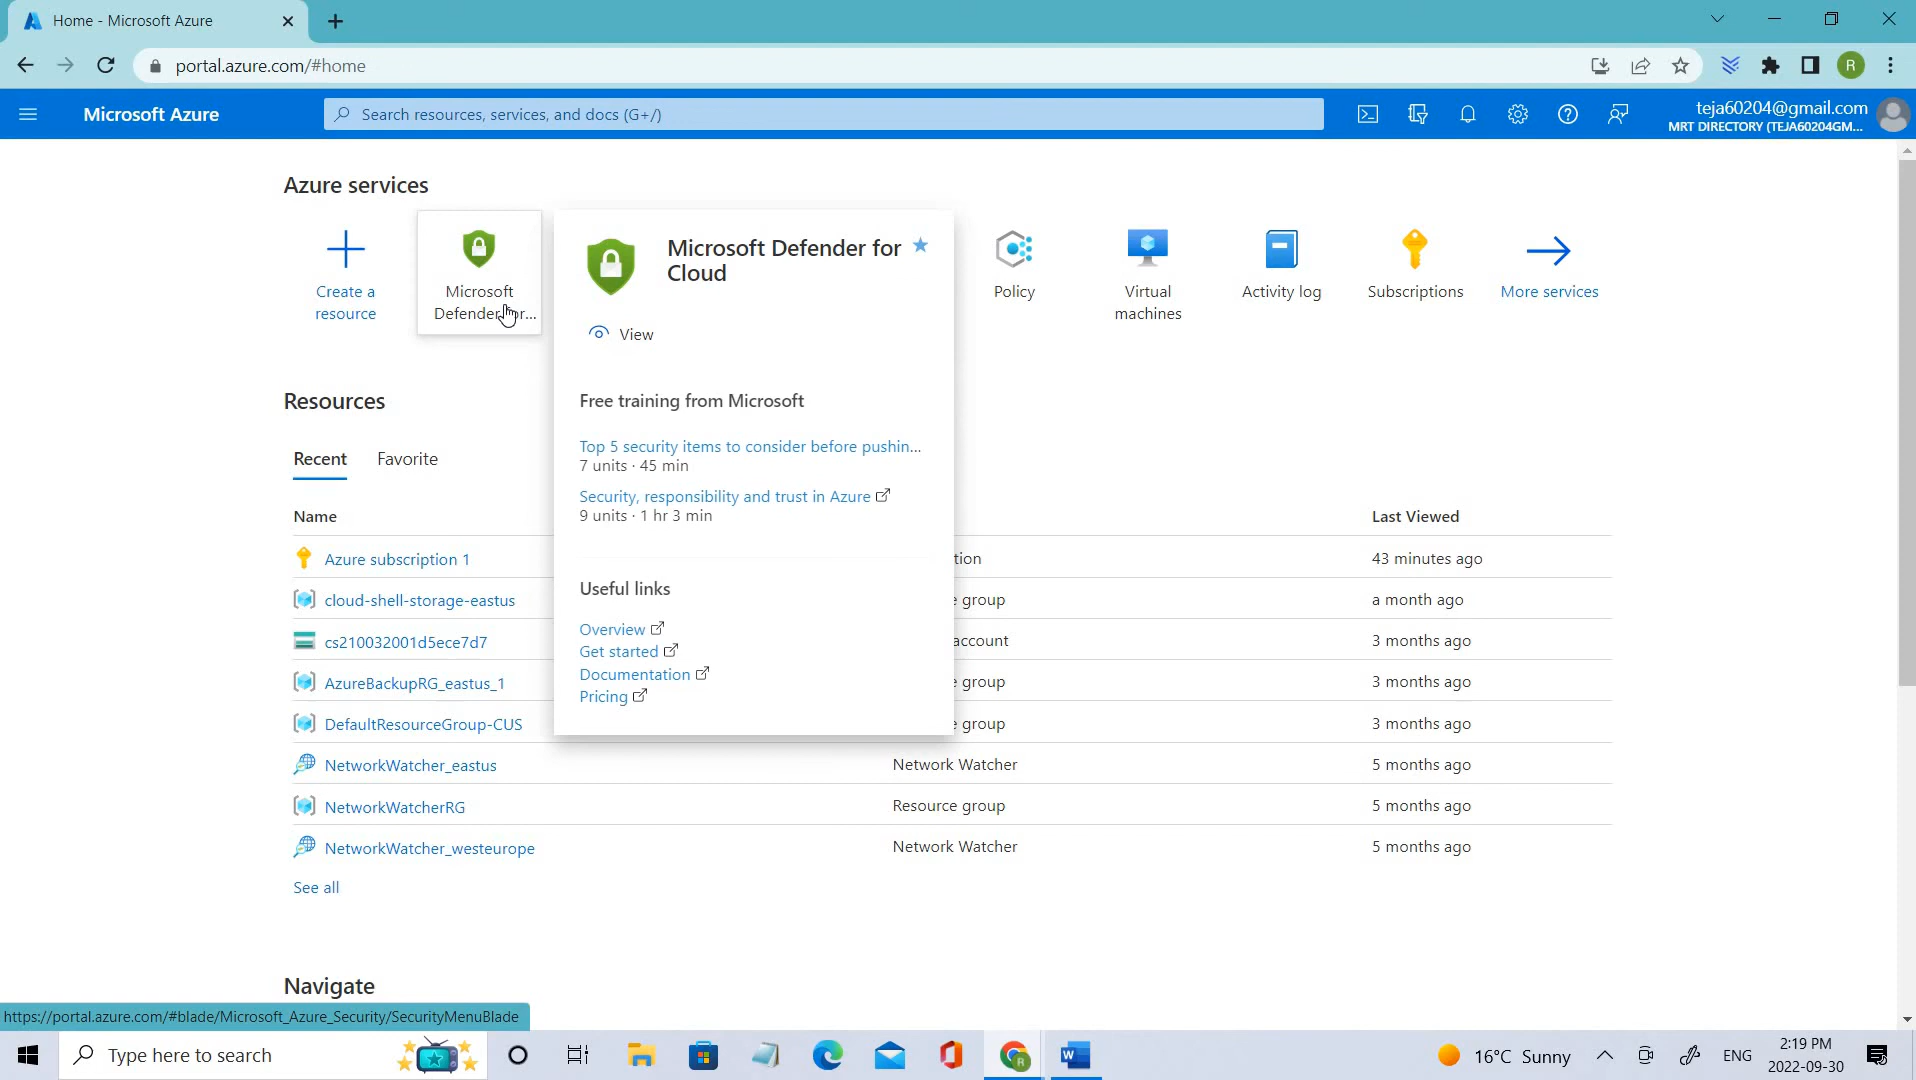 Home - Microsoft Azure
portal.azure.com/#home
R
Microsoft Azure
Search resources, services, and docs (G+/)
teja60204@gmail.com
MRT DIRECTORY (TEJA60204GM...
Azure services
Create a
resource
Microsoft
Defender for...
Microsoft Defender for
Cloud
View
Free training from Microsoft
Top 5 security items to consider before pushin...
7 units · 45 min
Security, responsibility and trust in Azure
9 units · 1 hr 3 min
Useful links
Overview
Get started
Documentation
Pricing
Policy
Virtual
machines
Activity log
Subscriptions
More services
Resources
Recent Favorite
Name Last Viewed
Azure subscription 1 tion 43 minutes ago
cloud-shell-storage-eastus e group a month ago
cs210032001d5ece7d7 account 3 months ago
AzureBackupRG_eastus_1 e group 3 months ago
DefaultResourceGroup-CUS e group 3 months ago
NetworkWatcher_eastus Network Watcher 5 months ago
NetworkWatcherRG Resource group 5 months ago
NetworkWatcher_westeurope Network Watcher 5 months ago
See all
Navigate
https://portal.azure.com/#blade/Microsoft_Azure_Security/SecurityMenuBlade
Type here to search
16°C Sunny
ENG
2:19 PM
2022-09-30